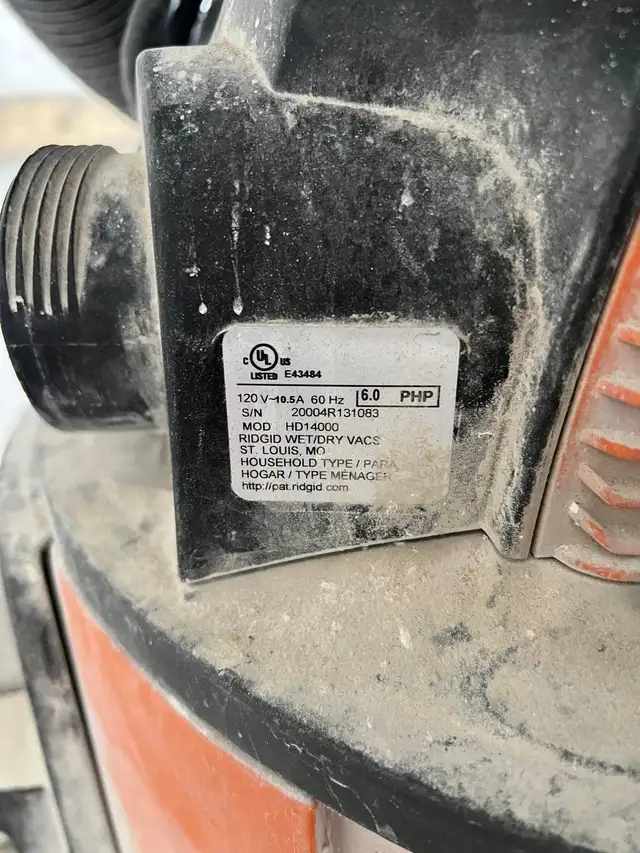 C UL US
LISTED E43484
120 V~10.5A 60 Hz 6.0 PHP
S/N 20004R131083
MOD HD14000
RIDGID WET/DRY VACS
ST. LOUIS, MO
HOUSEHOLD TYPE / PARA
HOGAR / TYPE MÉNAGER
http://pat.ridgid.com